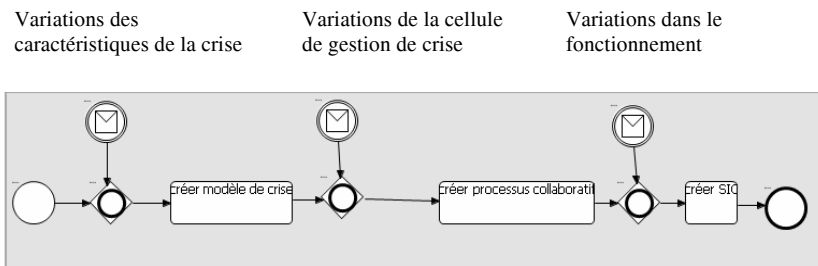 Variations des
caractéristiques de la crise
Variations de la cellule
de gestion de crise
Variations dans le
fonctionnement
créer modèle de crise
créer processus collaboratif
créer SIC